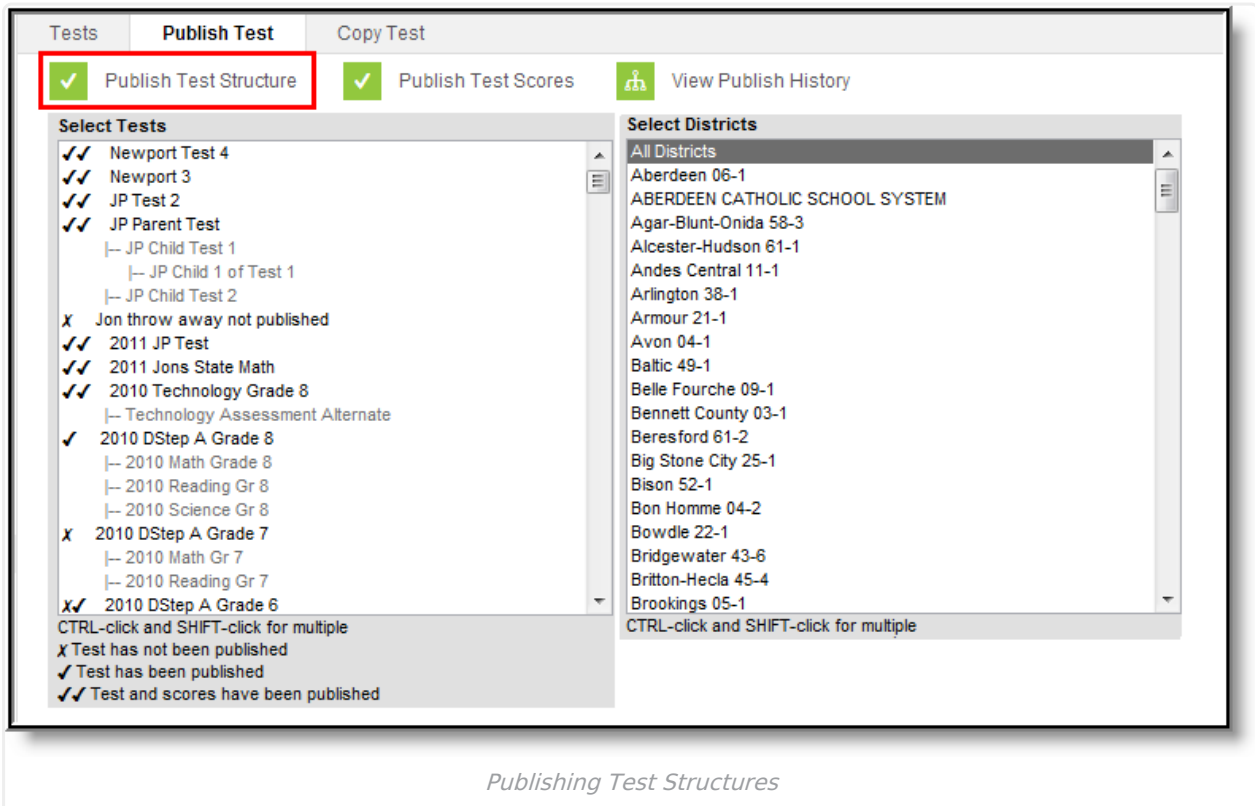 Tests Publish Test Copy Test
Publish Test Structure Publish Test Scores View Publish History
Select Tests
✓✓ Newport Test 4
✓✓ Newport 3
✓✓ JP Test 2
✓✓ JP Parent Test
|-- JP Child Test 1
|-- JP Child 1 of Test 1
|-- JP Child Test 2
✗ Jon throw away not published
✓✓ 2011 JP Test
✓✓ 2011 Jons State Math
✓✓ 2010 Technology Grade 8
|-- Technology Assessment Alternate
✓ 2010 DStep A Grade 8
|-- 2010 Math Grade 8
|-- 2010 Reading Gr 8
|-- 2010 Science Gr 8
✗ 2010 DStep A Grade 7
|-- 2010 Math Gr 7
|-- 2010 Reading Gr 7
✗✓ 2010 DStep A Grade 6
CTRL-click and SHIFT-click for multiple
✗ Test has not been published
✓ Test has been published
✓✓ Test and scores have been published
Select Districts
All Districts
Aberdeen 06-1
ABERDEEN CATHOLIC SCHOOL SYSTEM
Agar-Blunt-Onida 58-3
Alcester-Hudson 61-1
Andes Central 11-1
Arlington 38-1
Armour 21-1
Avon 04-1
Baltic 49-1
Belle Fourche 09-1
Bennett County 03-1
Beresford 61-2
Big Stone City 25-1
Bison 52-1
Bon Homme 04-2
Bowdle 22-1
Bridgewater 43-6
Britton-Hecla 45-4
Brookings 05-1
CTRL-click and SHIFT-click for multiple
Publishing Test Structures